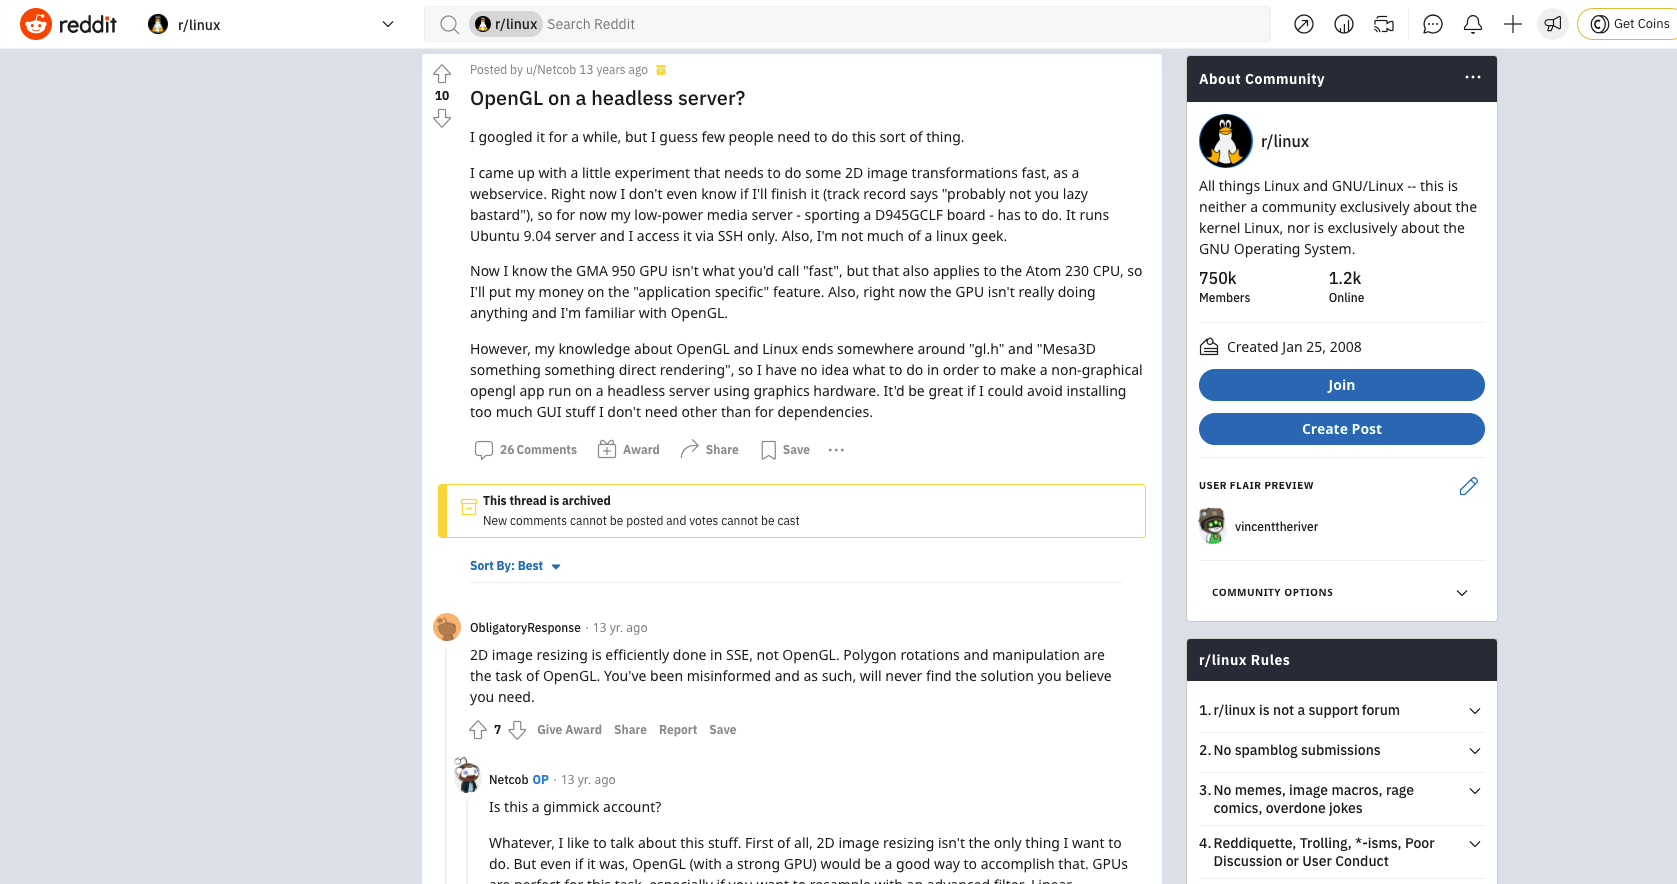 reddit
r/linux
r/linux Search Reddit
Get Coins
Posted by u/Netcob 13 years ago
10
OpenGL on a headless server?
I googled it for a while, but I guess few people need to do this sort of thing.
I came up with a little experiment that needs to do some 2D image transformations fast, as a
webservice. Right now I don't even know if I'll finish it (track record says "probably not you lazy
bastard"), so for now my low-power media server - sporting a D945GCLF board - has to do. It runs
Ubuntu 9.04 server and I access it via SSH only. Also, I'm not much of a linux geek.
Now I know the GMA 950 GPU isn't what you'd call "fast", but that also applies to the Atom 230 CPU, so
I'll put my money on the "application specific" feature. Also, right now the GPU isn't really doing
anything and I'm familiar with OpenGL.
However, my knowledge about OpenGL and Linux ends somewhere around "gl.h" and "Mesa3D
something something direct rendering", so I have no idea what to do in order to make a non-graphical
opengl app run on a headless server using graphics hardware. It'd be great if I could avoid installing
too much GUI stuff I don't need other than for dependencies.
26 Comments Award Share Save
This thread is archived
New comments cannot be posted and votes cannot be cast
Sort By: Best
ObligatoryResponse · 13 yr. ago
2D image resizing is efficiently done in SSE, not OpenGL. Polygon rotations and manipulation are
the task of OpenGL. You've been misinformed and as such, will never find the solution you believe
you need.
7 Give Award Share Report Save
Netcob OP · 13 yr. ago
Is this a gimmick account?
Whatever, I like to talk about this stuff. First of all, 2D image resizing isn't the only thing I want to
do. But even if it was, OpenGL (with a strong GPU) would be a good way to accomplish that. GPUs
are perfect for this task, especially if you want to resample with an advanced filter. Linear
About Community
r/linux
All things Linux and GNU/Linux -- this is
neither a community exclusively about the
kernel Linux, nor is exclusively about the
GNU Operating System.
750k 1.2k
Members Online
Created Jan 25, 2008
Join
Create Post
USER FLAIR PREVIEW
vincenttheriver
COMMUNITY OPTIONS
r/linux Rules
1. r/linux is not a support forum
2. No spamblog submissions
3. No memes, image macros, rage
comics, overdone jokes
4. Reddiquette, Trolling, *-isms, Poor
Discussion or User Conduct